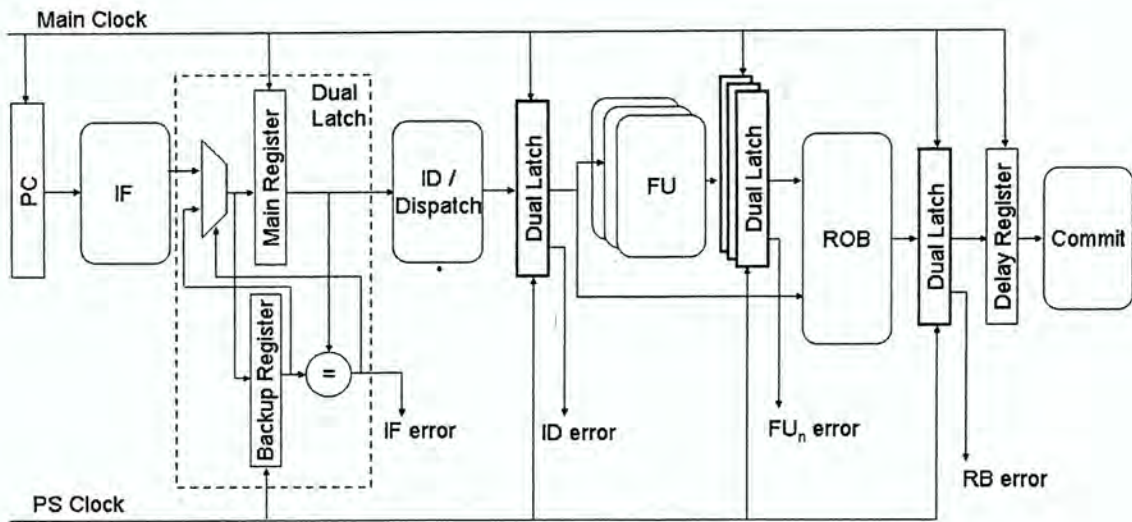 Main Clock
Dual
Latch
PC
IF
Main Register
Backup Register
=
IF error
ID /
Dispatch
Dual Latch
ID error
FU
Dual Latch
FUn error
ROB
Dual Latch
RB error
Delay Register
Commit
PS Clock